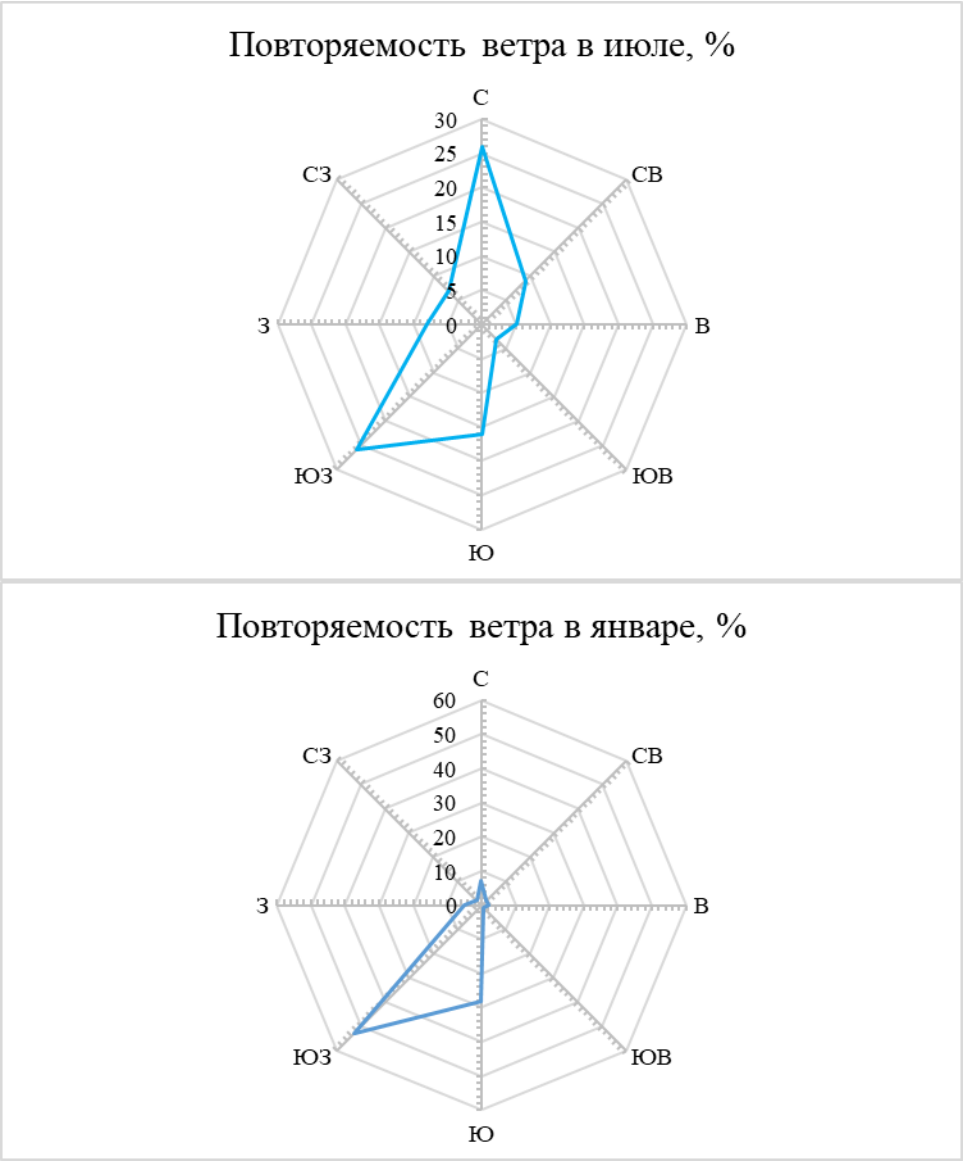 Повторяемость ветра в июле, %
С
30
25
СЗ
СВ
20
15
10
5
З
0
В
ЮЗ
ЮВ
Ю
Повторяемость ветра в январе, %
С
60
50
СЗ
СВ
40
30
20
10
З
0
В
ЮЗ
ЮВ
Ю